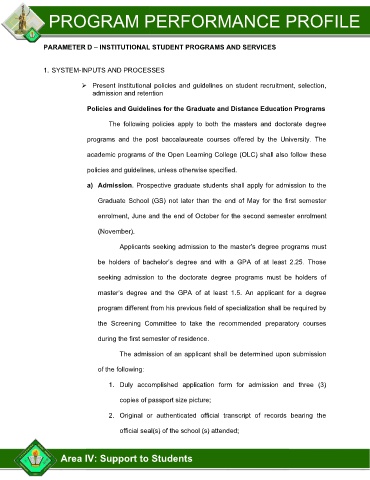 PROGRAM PERFORMANCE PROFILE
PARAMETER D – INSTITUTIONAL STUDENT PROGRAMS AND SERVICES
1. SYSTEM-INPUTS AND PROCESSES
➢ Present Institutional policies and guidelines on student recruitment, selection,
admission and retention
Policies and Guidelines for the Graduate and Distance Education Programs
The following policies apply to both the masters and doctorate degree
programs and the post baccalaureate courses offered by the University. The
academic programs of the Open Learning College (OLC) shall also follow these
policies and guidelines, unless otherwise specified.
a) Admission. Prospective graduate students shall apply for admission to the
Graduate School (GS) not later than the end of May for the first semester
enrolment, June and the end of October for the second semester enrolment
(November).
Applicants seeking admission to the master's degree programs must
be holders of bachelor's degree and with a GPA of at least 2.25. Those
seeking admission to the doctorate degree programs must be holders of
master's degree and the GPA of at least 1.5. An applicant for a degree
program different from his previous field of specialization shall be required by
the Screening Committee to take the recommended preparatory courses
during the first semester of residence.
The admission of an applicant shall be determined upon submission
of the following:
1. Duly accomplished application form for admission and three (3)
copies of passport size picture;
2. Original or authenticated official transcript of records bearing the
official seal(s) of the school (s) attended;
Area IV: Support to Students